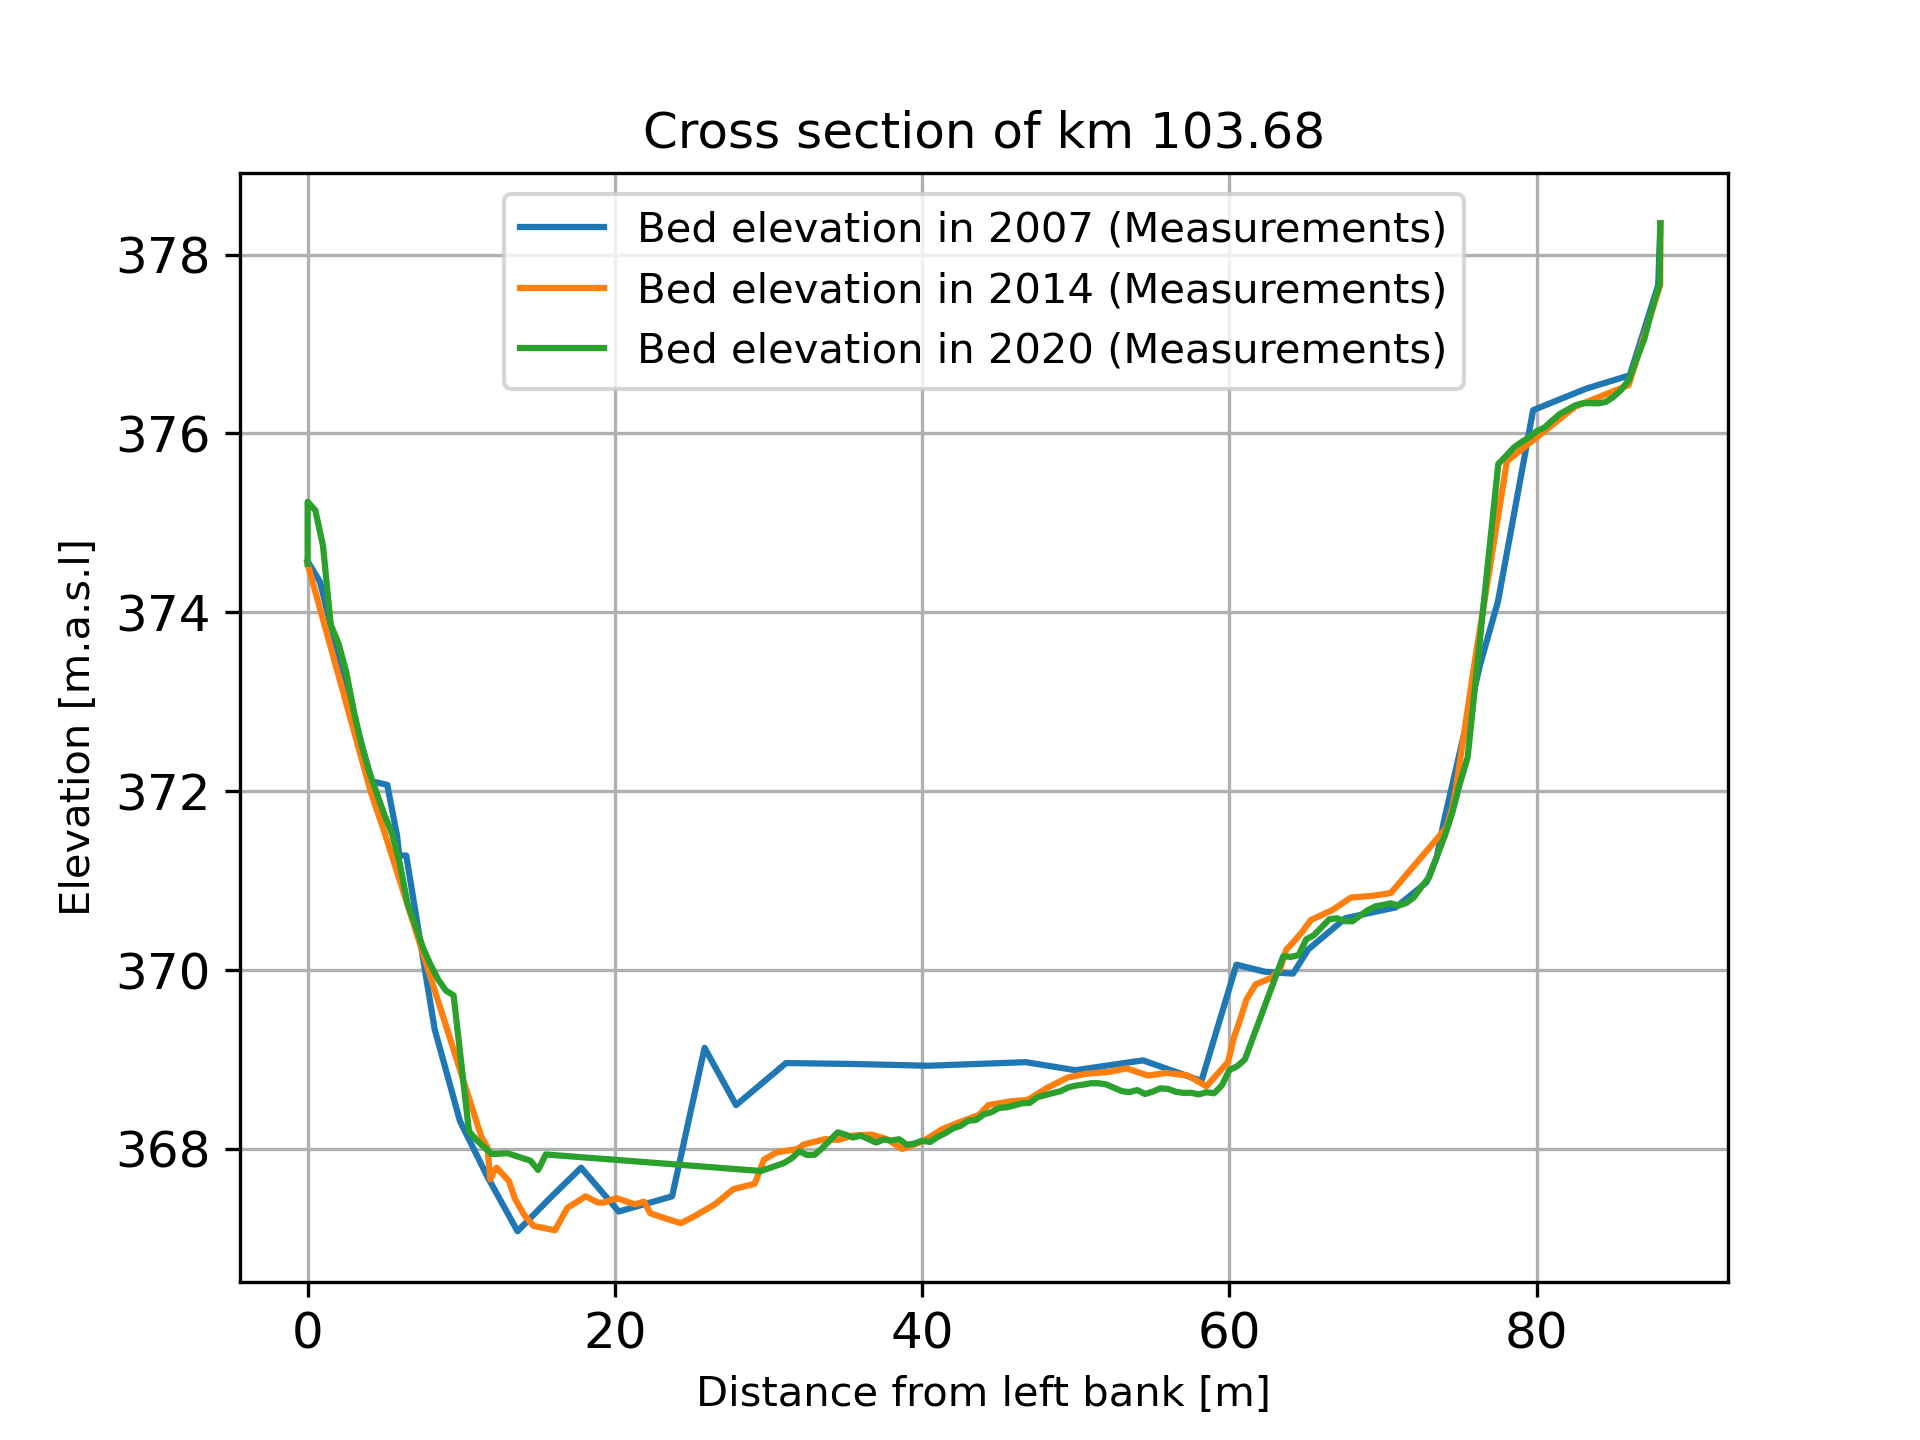 Cross section of km 103.68
Bed elevation in 2007 (Measurements)
Bed elevation in 2014 (Measurements)
Bed elevation in 2020 (Measurements)
Elevation [m.a.s.l]
378
376
374
372
370
368
0 20 40 60 80
Distance from left bank [m]